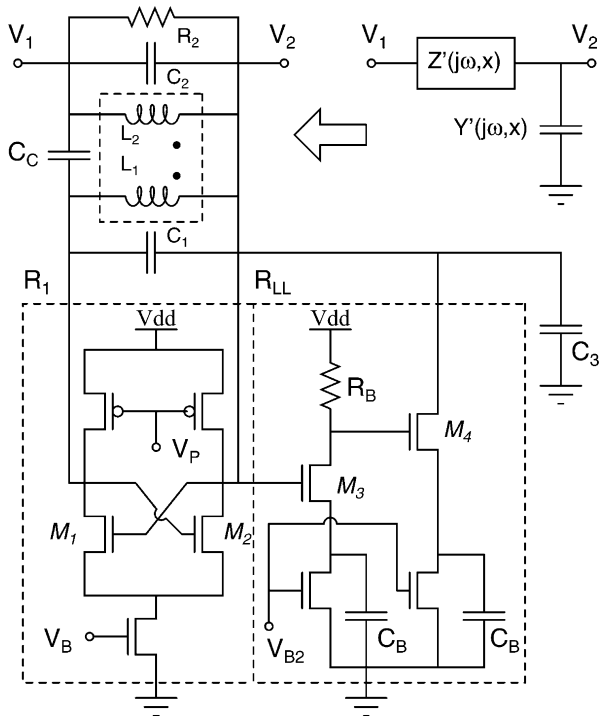 V1 R2 V2 V1 Z'(jω,x) V2
C2
Y'(jω,x)
CC L2
L1
C1
R1 RLL
Vdd Vdd C3
RB
VP M4
M3
M1 M2
VB VB2 CB CB